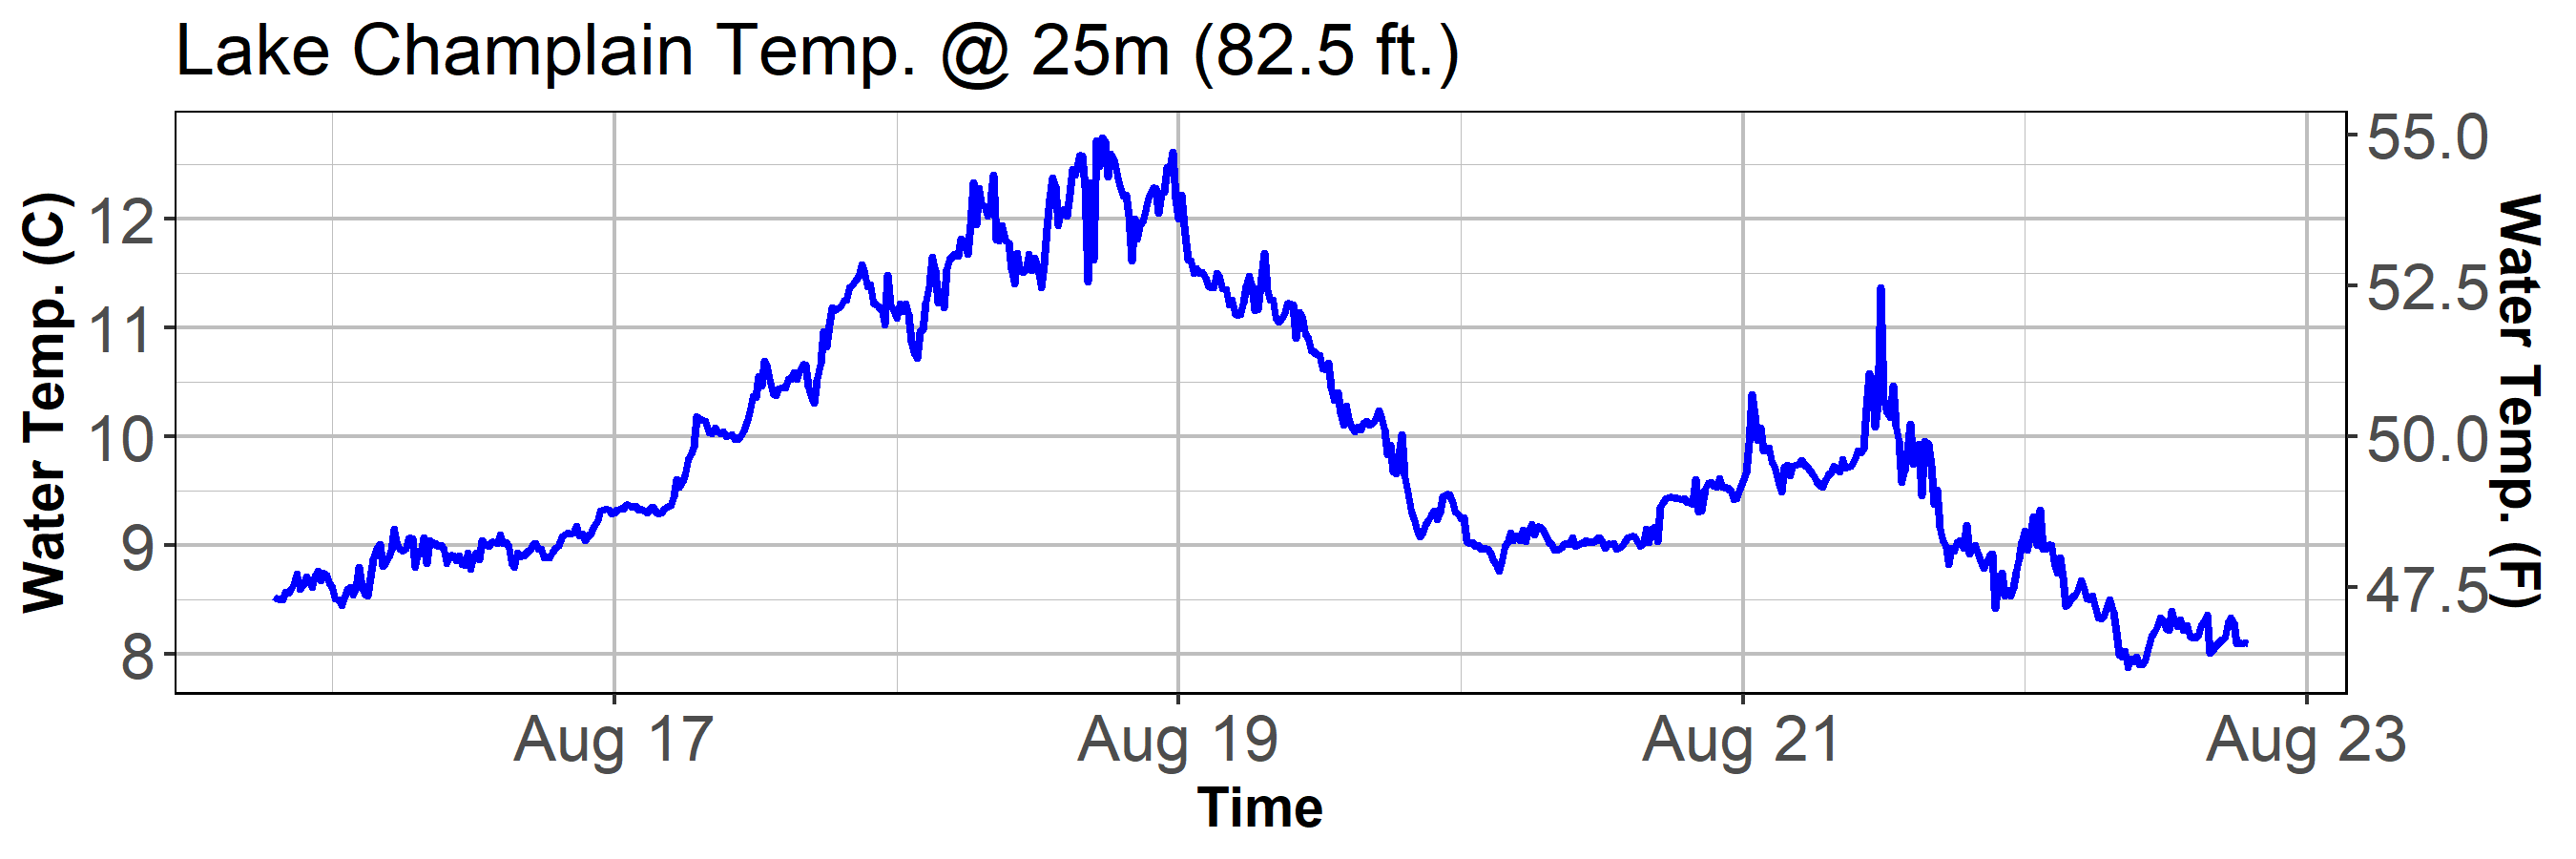 Lake Champlain Temp. @ 25m (82.5 ft.)
Water Temp. (C)
12
11
10
9
8
55.0
52.5
50.0
47.5
Water Temp. (F)
Aug 17
Aug 19
Aug 21
Aug 23
Time